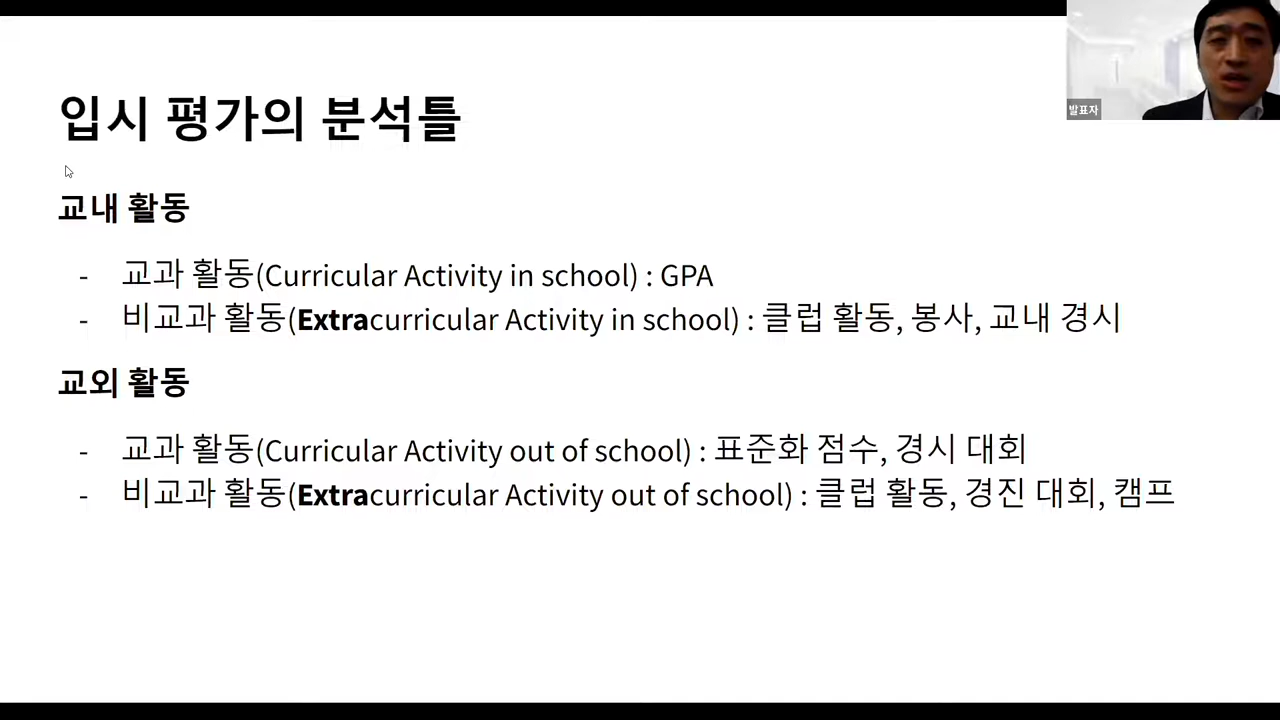 입시 평가의 분석틀
발표자
교내 활동
- 교과 활동(Curricular Activity in school) : GPA
- 비교과 활동(Extracurricular Activity in school) : 클럽 활동, 봉사, 교내 경시
교외 활동
- 교과 활동(Curricular Activity out of school) : 표준화 점수, 경시 대회
- 비교과 활동(Extracurricular Activity out of school) : 클럽 활동, 경진 대회, 캠프